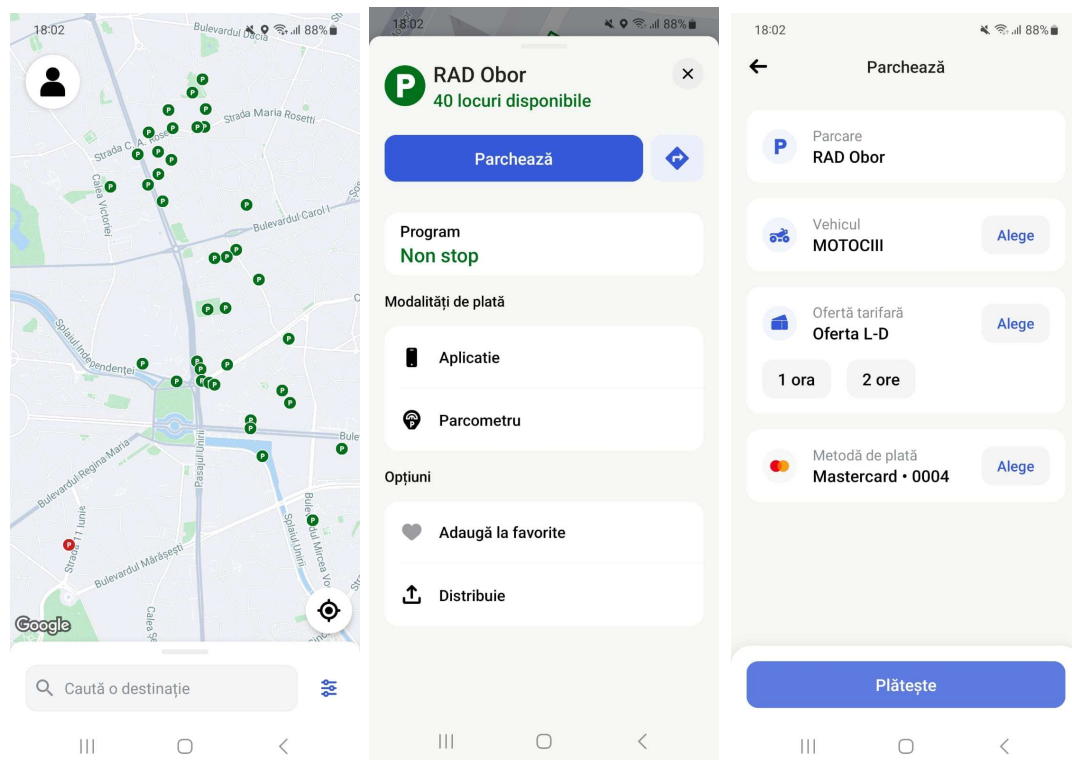 18:02
88%
Bulevardul Dacia
Strada Maria Rosetti
Strada C. A. Rosetti
Calea Victoriei
Bulevardul Carol I
Splaiul Independenței
Bulevardul Regina Maria
Pasajul Unirii
Strada 11 Iunie
Bulevardul Mărășești
Splaiul Unirii
Bulevardul Mircea Vo
Bule
Calea Șe
Google
Caută o destinație
18:02
88%
P
RAD Obor
40 locuri disponibile
Parchează
Program
Non stop
Modalități de plată
Aplicatie
Parcometru
Opțiuni
Adaugă la favorite
Distribuie
18:02
88%
Parchează
P
Parcare
RAD Obor
Vehicul
MOTOCIII
Alege
Ofertă tarifară
Oferta L-D
Alege
1 ora
2 ore
Metodă de plată
Mastercard • 0004
Alege
Plătește